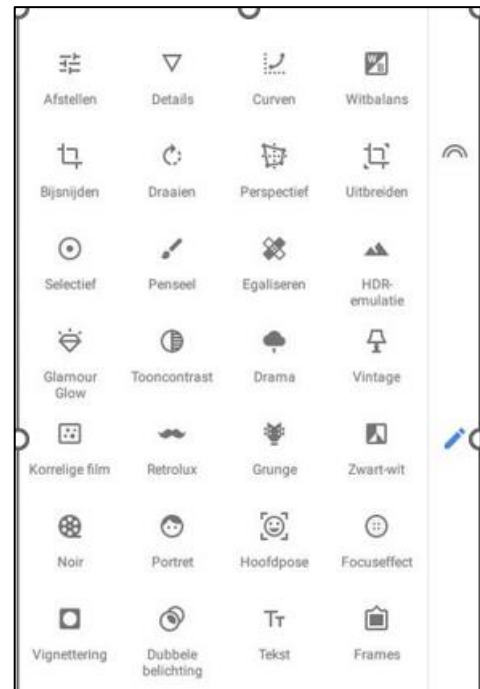 Afstellen Details Curven Witbalans
Bijsnijden Draaien Perspectief Uitbreiden
Selectief Penseel Egaliseren HDR-
emulatie
Glamour Tooncontrast Drama Vintage
Glow
Korrelige film Retrolux Grunge Zwart-wit
Noir Portret Hoofdpose Focuseffect
Vignettering Dubbele Tekst Frames
belichting